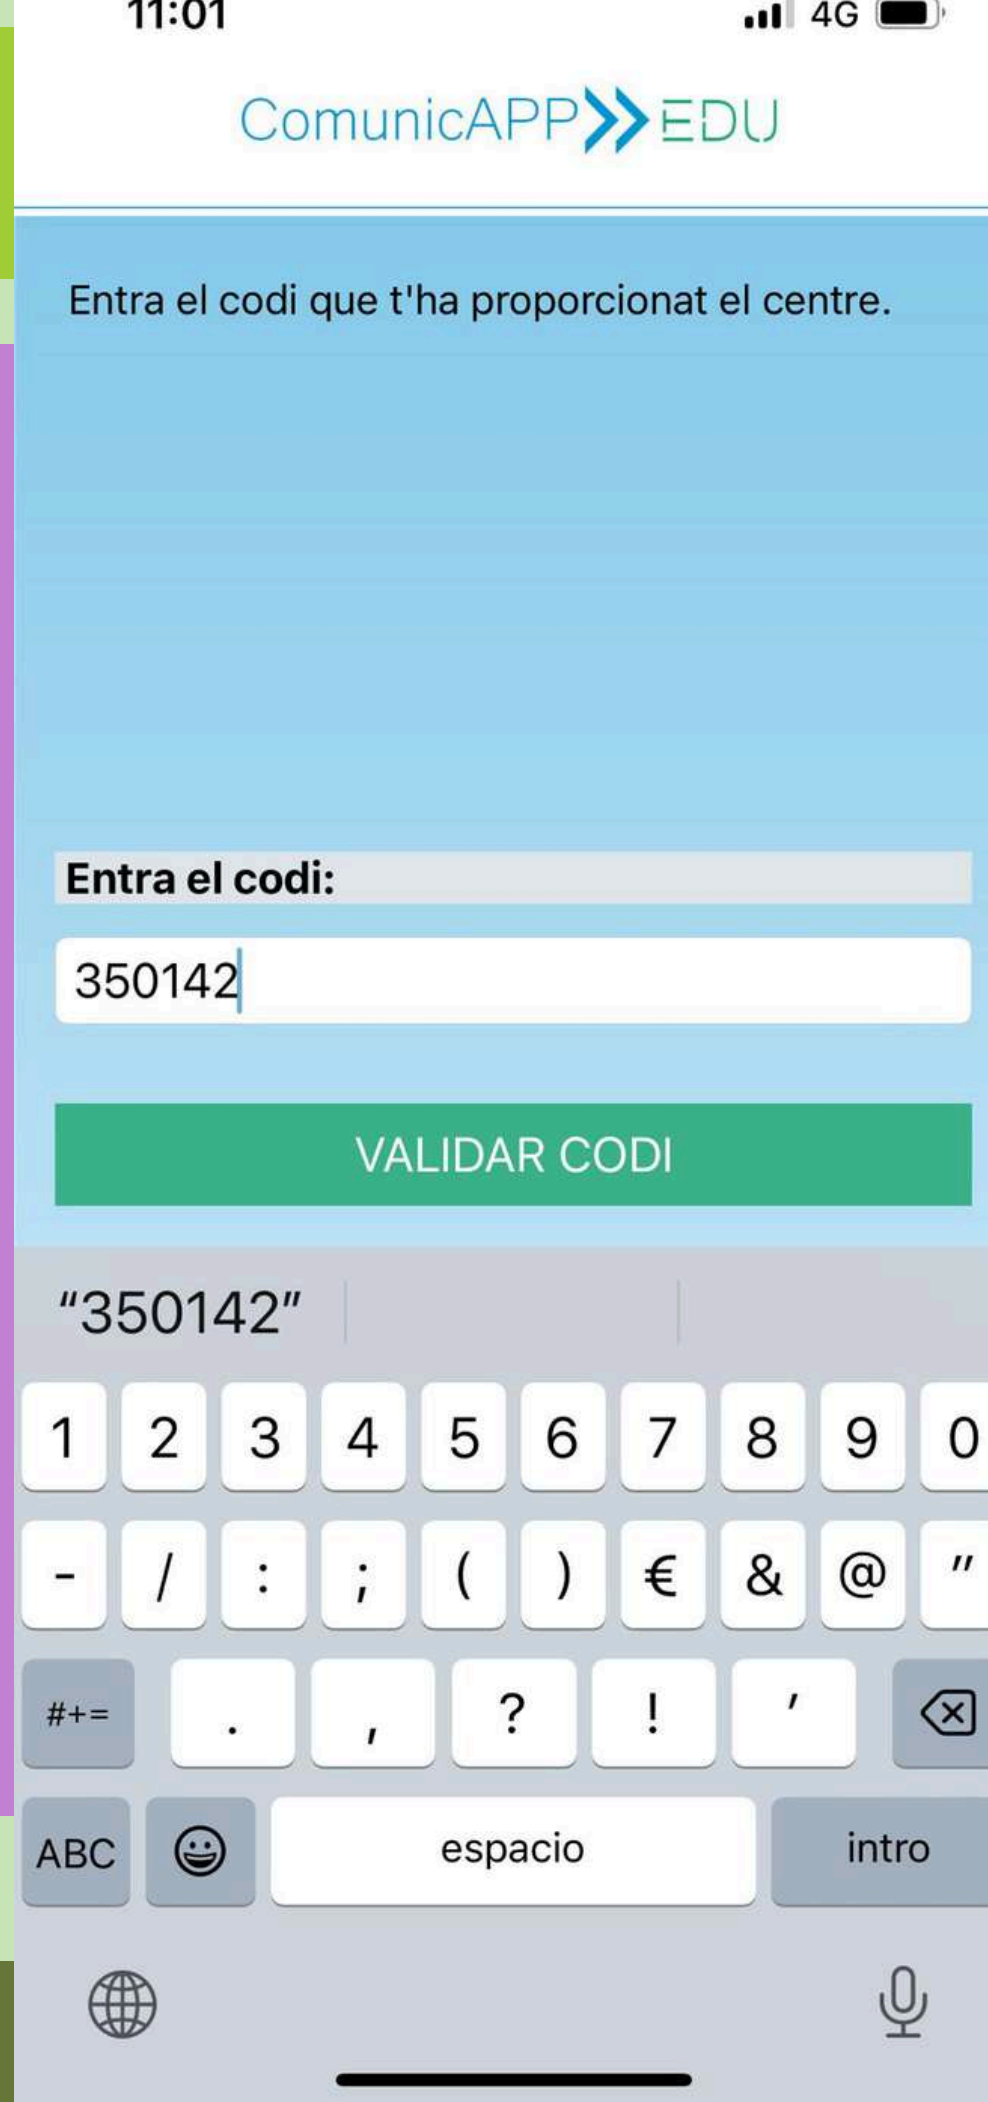 11:01 4G
ComunicAPP EDU
Entra el codi que t'ha proporcionat el centre.
Entra el codi:
350142
VALIDAR CODI
“350142”
1 2 3 4 5 6 7 8 9 0
- / : ; ( ) € & @ "
#+= . , ? ! '
ABC espacio intro